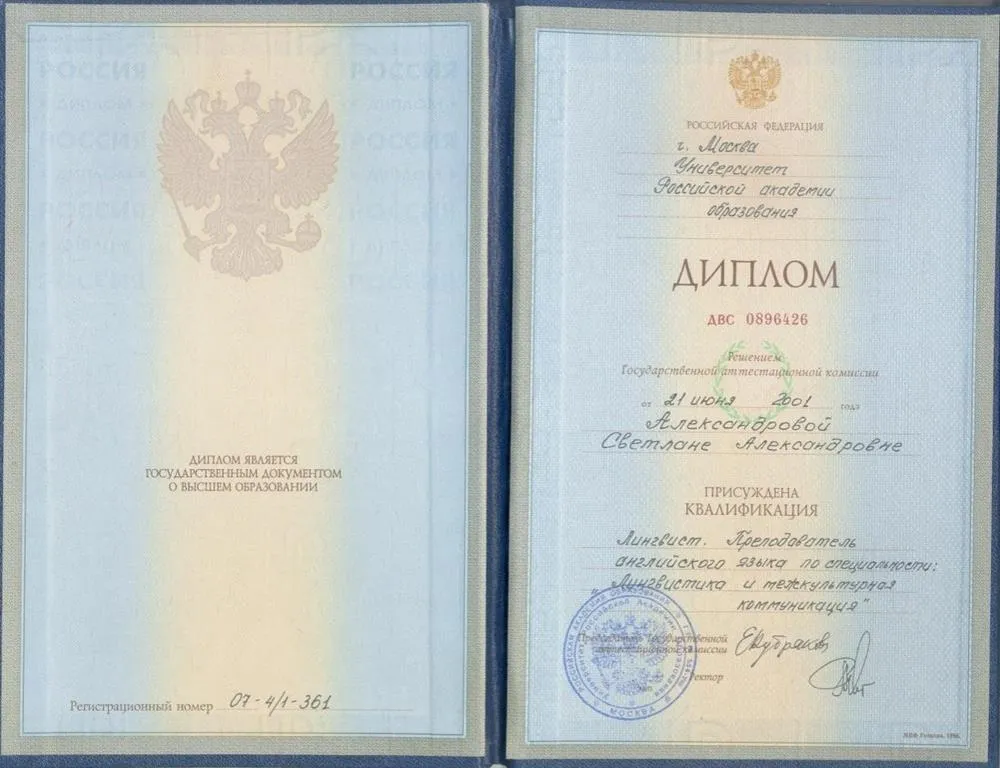 ДИПЛОМ ЯВЛЯЕТСЯ
ГОСУДАРСТВЕННЫМ ДОКУМЕНТОМ
О ВЫСШЕМ ОБРАЗОВАНИИ
Регистрационный номер 07-4/1-361
РОССИЙСКАЯ ФЕДЕРАЦИЯ
г. Москва
Университет
Российской академии
образования
ДИПЛОМ
ДВС 0896426
Решением
Государственной аттестационной комиссии
от 21 июня 2001 года
Александровой
Светлане Александровне
ПРИСУЖДЕНА
КВАЛИФИКАЦИЯ
Лингвист. Преподаватель
английского языка по специальности:
"Лингвистика и межкультурная
коммуникация"
Председатель Государственной
аттестационной комиссии
Ректор
МОСКВА